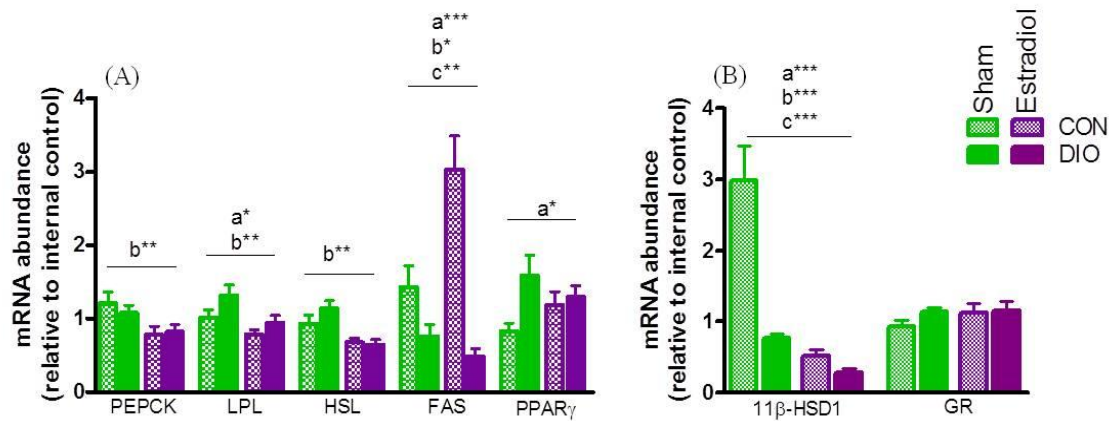 (A)
mRNA abundance
(relative to internal control)
4
3
2
1
0
b**
a*
b**
b**
a***
b*
c**
a*
PEPCK
LPL
HSL
FAS
PPARγ
(B)
mRNA abundance
(relative to internal control)
4
3
2
1
0
a***
b***
c***
11β-HSD1
GR
Sham
Estradiol
CON
DIO